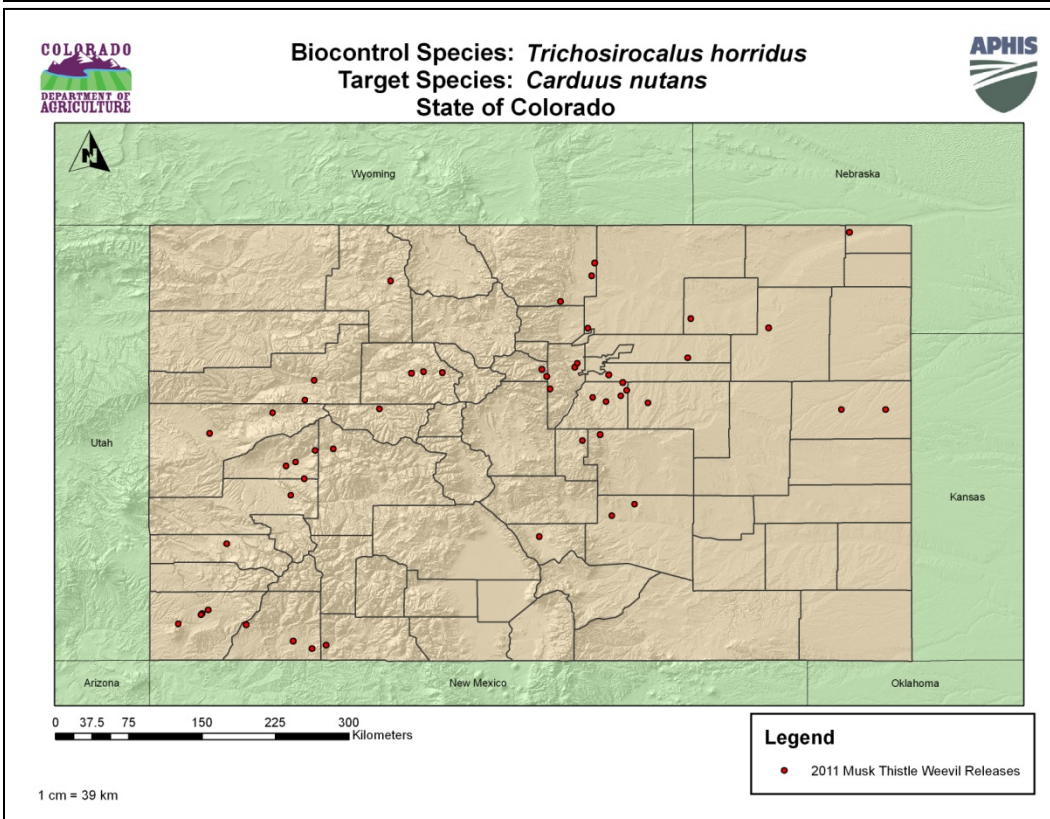 COLORADO
DEPARTMENT OF
AGRICULTURE
Biocontrol Species: Trichosirocalus horridus
Target Species: Carduus nutans
State of Colorado
APHIS
N
Wyoming
Nebraska
Utah
Kansas
Arizona
New Mexico
Oklahoma
0 37.5 75 150 225 300
Kilometers
1 cm = 39 km
Legend
2011 Musk Thistle Weevil Releases